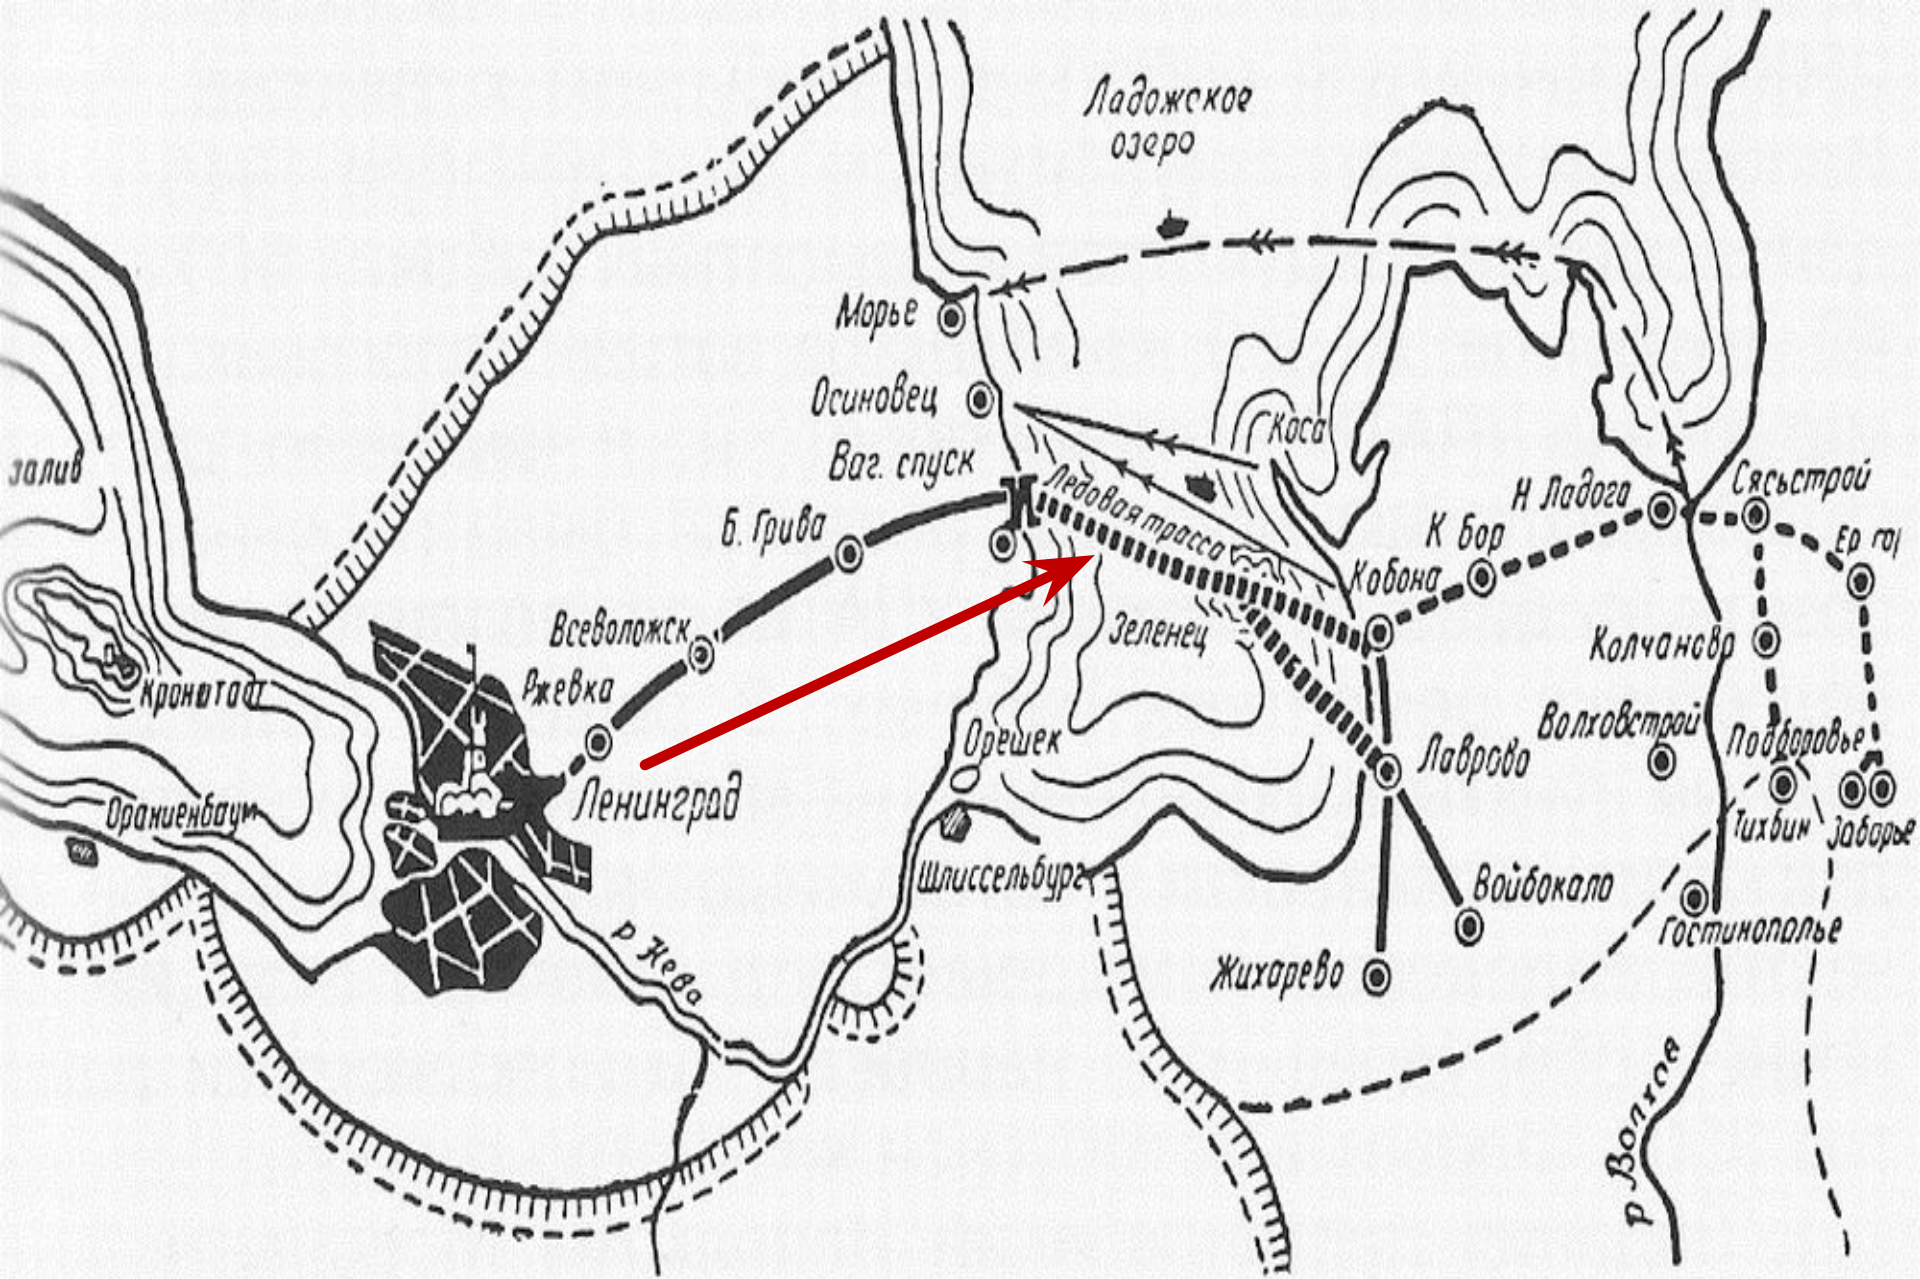 Ладожское
озеро
Морье
Осиновец
Коса
залив
Ваг. спуск
Ледовая трасса
Сясьстрой
Н Ладога
Б. Грива
К бор
Кобона
Всеволожск
Зеленец
Колчаново
Ржевка
Кронштадт
Волховстрой
Подборовье
Орешек
Лаврово
Ленинград
Ораниенбаум
Тихвин
Заборье
Шлиссельбург
Войбокало
Гостинополье
р Нева
Жихарево
р Волхов